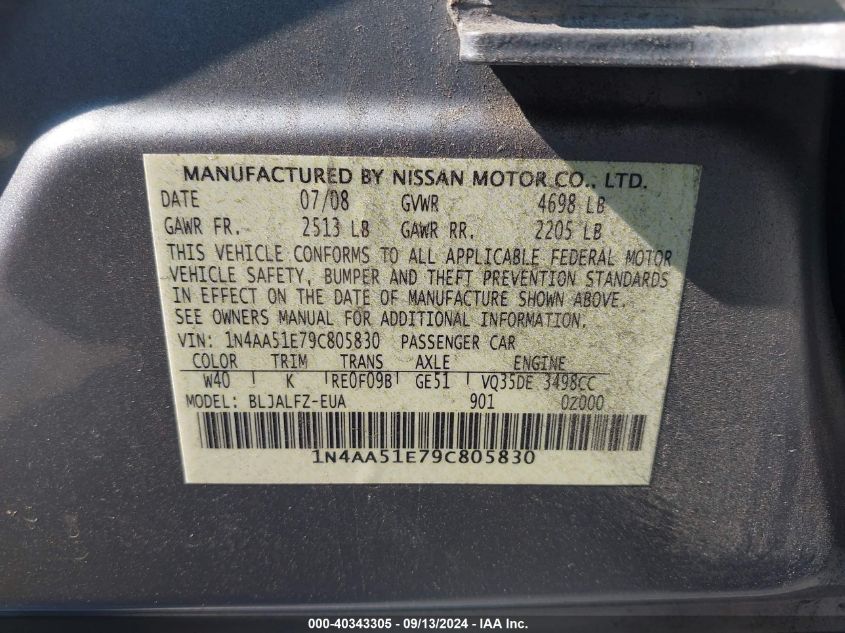 MANUFACTURED BY NISSAN MOTOR CO., LTD.
DATE 07/08 GVWR 4698 LB
GAWR FR. 2513 LB GAWR RR. 2205 LB
THIS VEHICLE CONFORMS TO ALL APPLICABLE FEDERAL MOTOR
VEHICLE SAFETY, BUMPER AND THEFT PREVENTION STANDARDS
IN EFFECT ON THE DATE OF MANUFACTURE SHOWN ABOVE.
SEE OWNERS MANUAL FOR ADDITIONAL INFORMATION.
VIN: 1N4AA51E79C805830 PASSENGER CAR
COLOR TRIM TRANS AXLE ENGINE
W40 K RE0F09B GE51 VQ35DE 3498CC
MODEL: BLJALFZ-EUA 901 0Z000
1N4AA51E79C805830
000-40343305 - 09/13/2024 - IAA Inc.